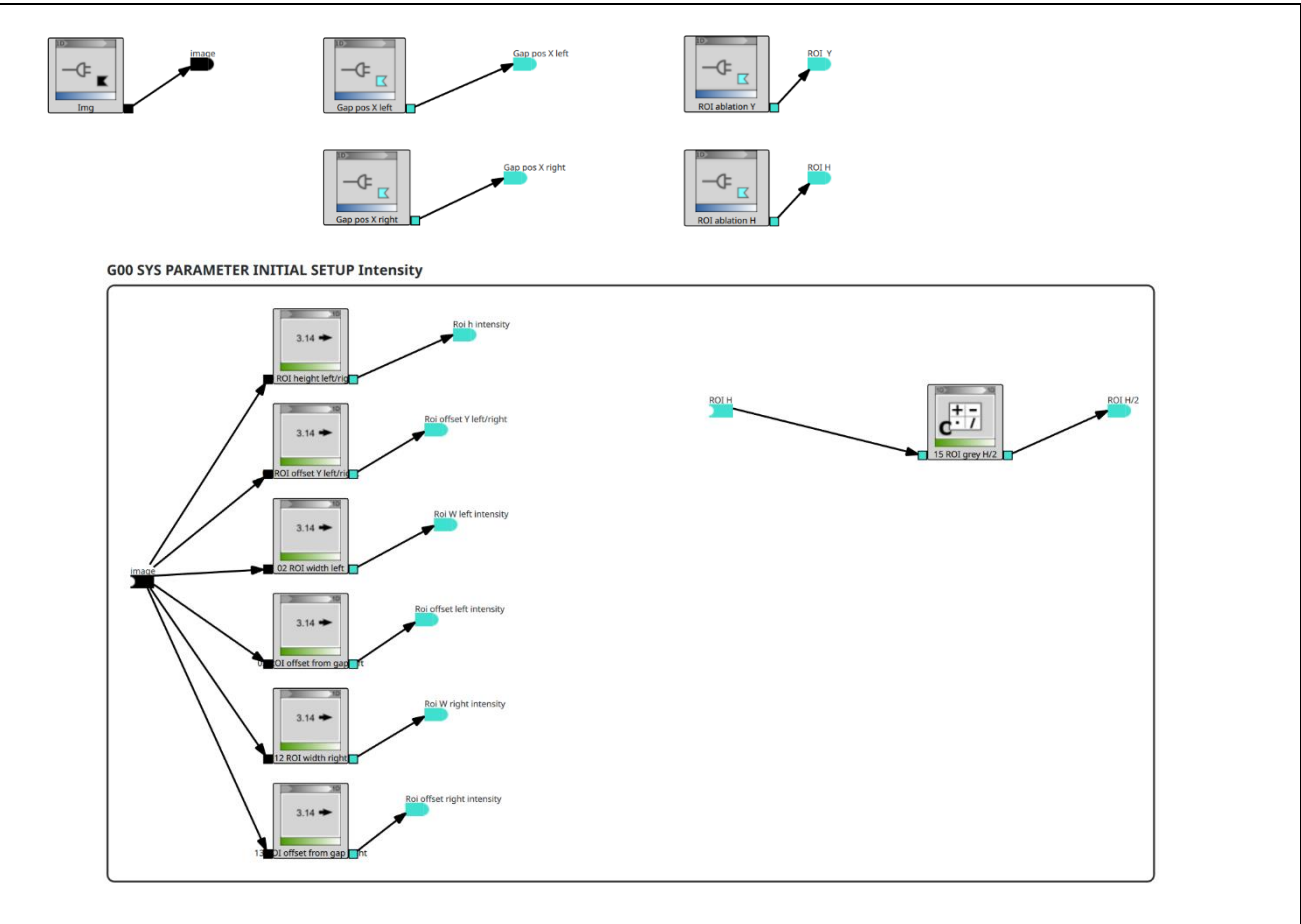 image
Img
Gap pos X left
Gap pos X left
ROI Y
ROI ablation Y
Gap pos X right
Gap pos X right
ROI H
ROI ablation H
G00 SYS PARAMETER INITIAL SETUP Intensity
3.14
ROI height left/rig
Roi h intensity
3.14
ROI offset Y left/rig
Roi offset Y left/right
3.14
02 ROI width left
Roi W left intensity
image
3.14
OI offset from gap
Roi offset left intensity
3.14
12 ROI width right
Roi W right intensity
3.14
13 OI offset from gap
Roi offset right intensity
ROI H
C + - · /
15 ROI grey H/2
ROI H/2